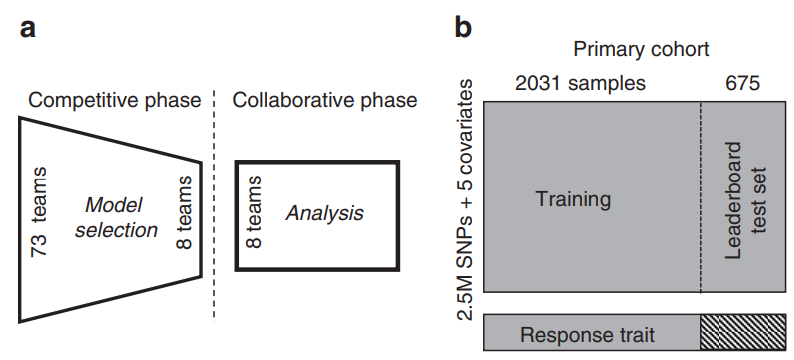 a
Competitive phase
Collaborative phase
73 teams
Model
selection
8 teams
8 teams
Analysis
b
Primary cohort
2031 samples
675
2.5M SNPs + 5 covariates
Training
Leaderboard
test set
Response trait